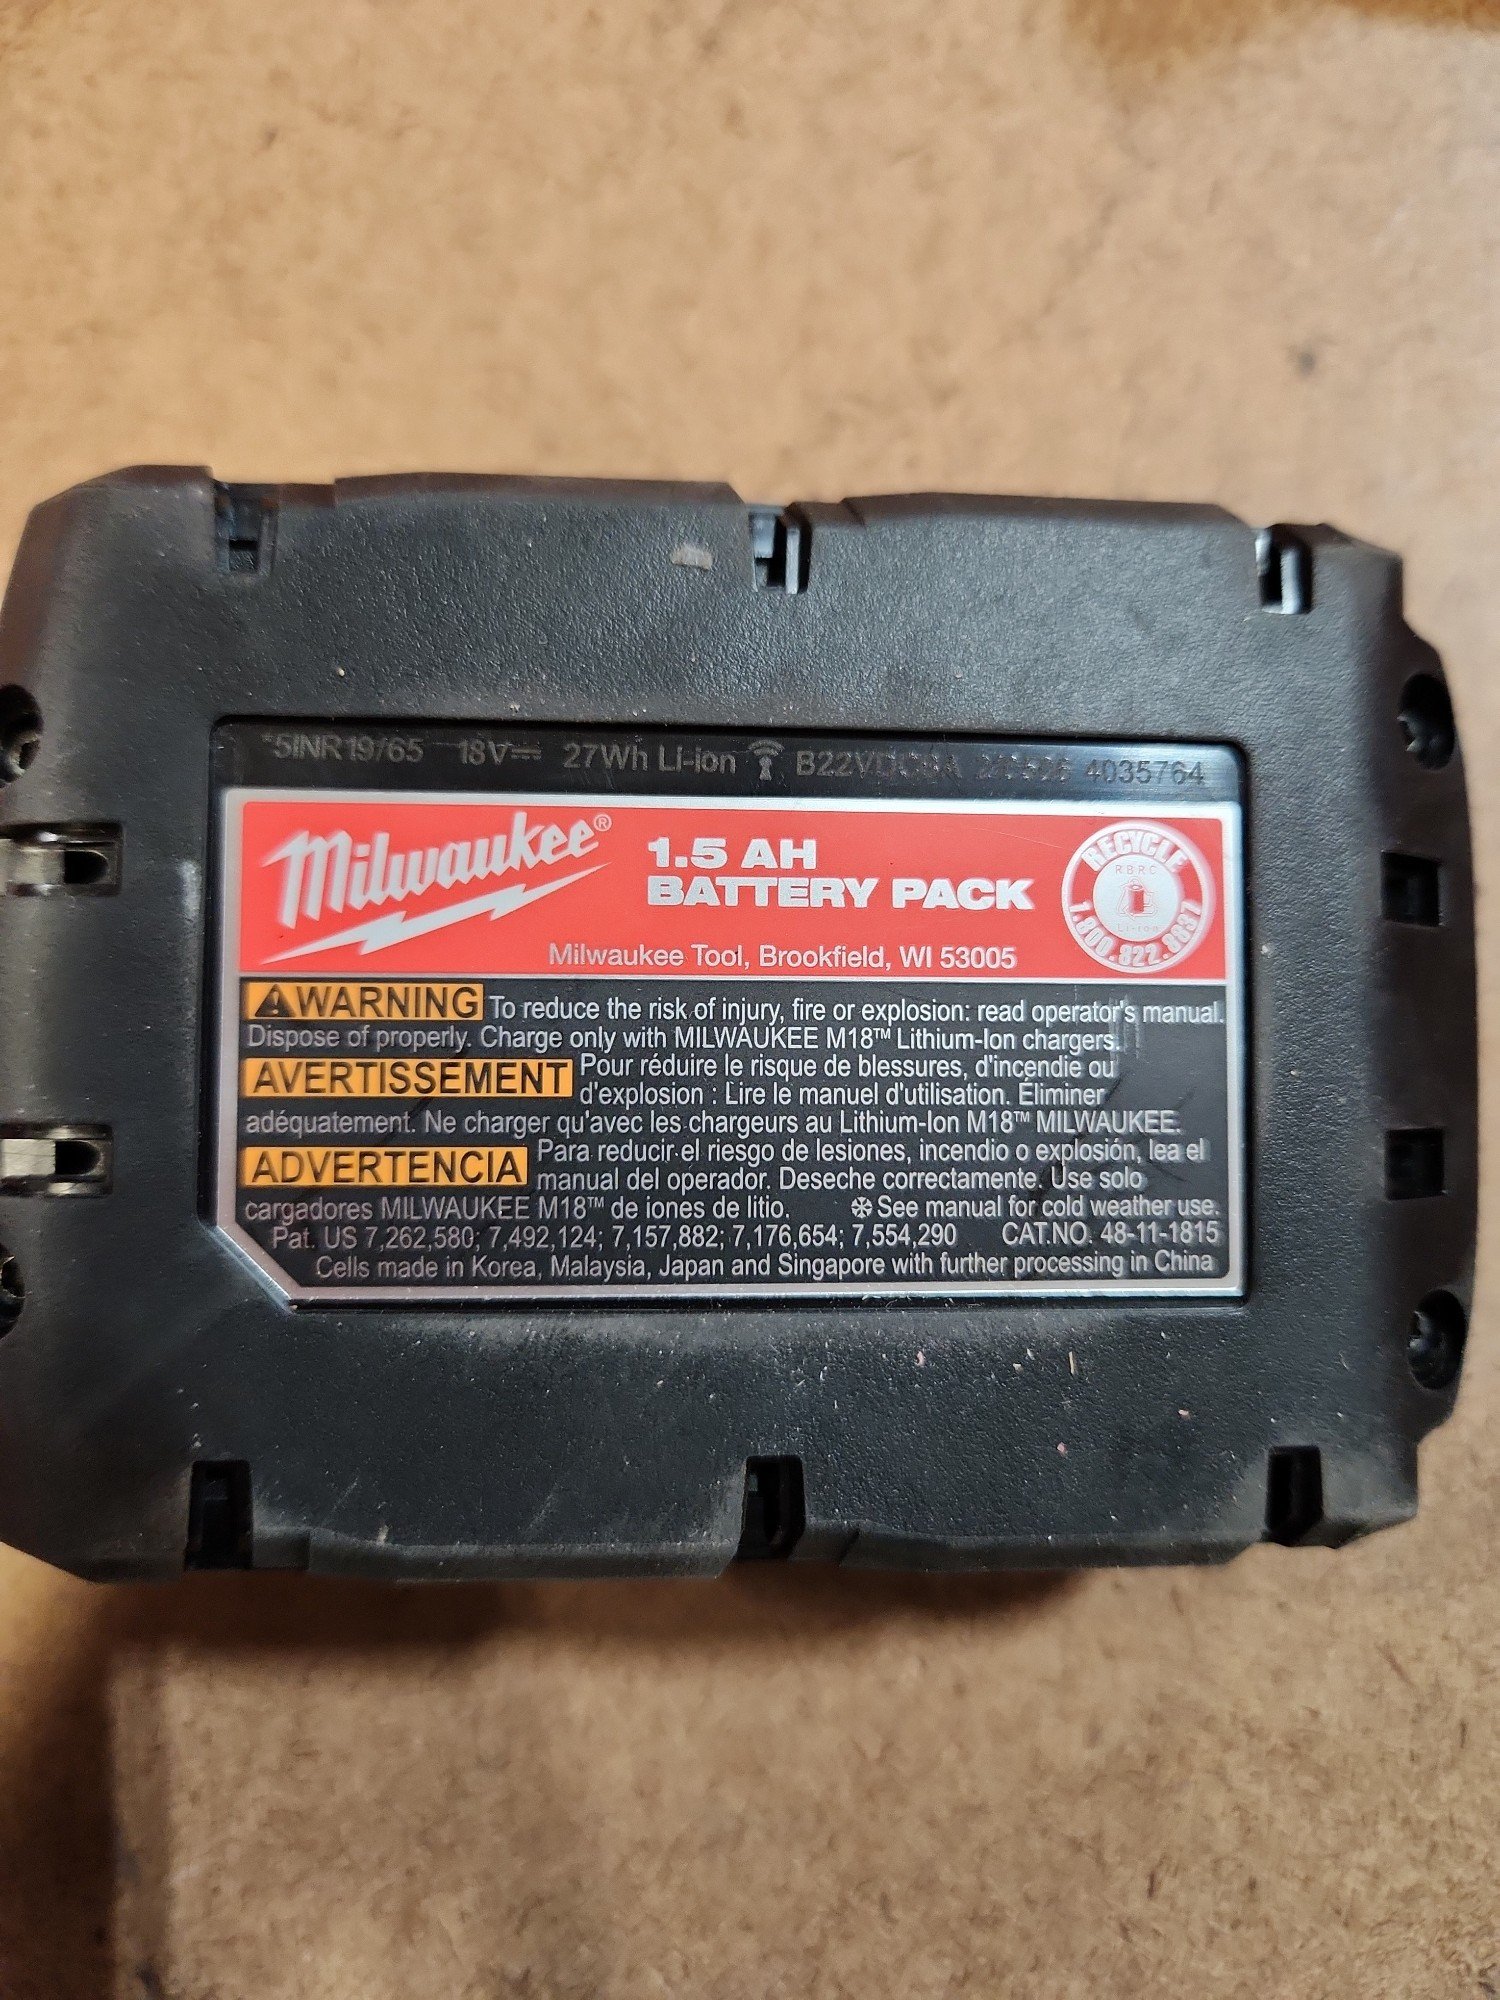 *5INR19/65 18V⎓ 27Wh Li-ion 4035764
Milwaukee®
1.5 AH
BATTERY PACK
Milwaukee Tool, Brookfield, WI 53005
RECYCLE
RBRC
Li-ion
1.800.822.8837
⚠WARNING To reduce the risk of injury, fire or explosion: read operator's manual.
Dispose of properly. Charge only with MILWAUKEE M18™ Lithium-Ion chargers.
AVERTISSEMENT Pour réduire le risque de blessures, d'incendie ou
d'explosion : Lire le manuel d'utilisation. Éliminer
adéquatement. Ne charger qu'avec les chargeurs au Lithium-Ion M18™ MILWAUKEE.
ADVERTENCIA Para reducir el riesgo de lesiones, incendio o explosión, lea el
manual del operador. Deseche correctamente. Use solo
cargadores MILWAUKEE M18™ de iones de litio. ❄ See manual for cold weather use.
Pat. US 7,262,580; 7,492,124; 7,157,882; 7,176,654; 7,554,290 CAT.NO. 48-11-1815
Cells made in Korea, Malaysia, Japan and Singapore with further processing in China